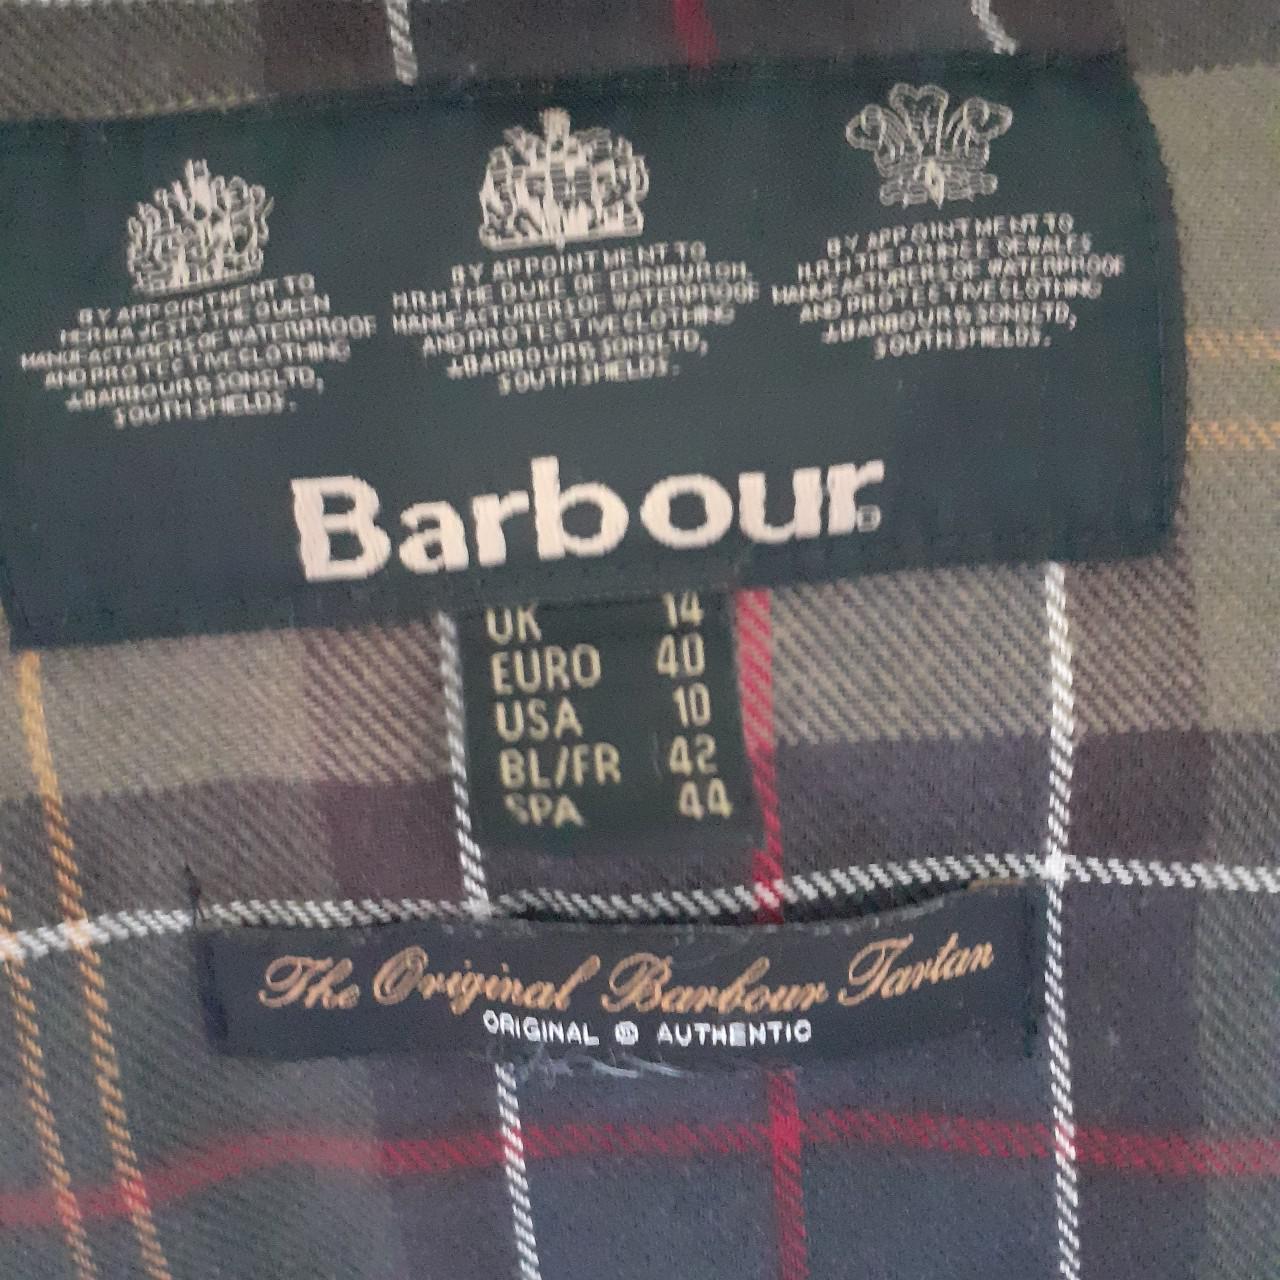 BY APPOINTMENT TO
HER MAJESTY THE QUEEN
MANUFACTURERS OF WATERPROOF
AND PROTECTIVE CLOTHING
J.BARBOUR & SONS LTD,
SOUTH SHIELDS.
BY APPOINTMENT TO
H.R.H THE DUKE OF EDINBURGH,
MANUFACTURERS OF WATERPROOF
AND PROTECTIVE CLOTHING
J.BARBOUR & SONS LTD,
SOUTH SHIELDS.
BY APPOINTMENT TO
H.R.H THE PRINCE OF WALES
MANUFACTURERS OF WATERPROOF
AND PROTECTIVE CLOTHING
J.BARBOUR & SONS LTD,
SOUTH SHIELDS.
Barbour®
UK 14
EURO 40
USA 10
BL/FR 42
SPA 44
The Original Barbour Tartan
ORIGINAL AUTHENTIC